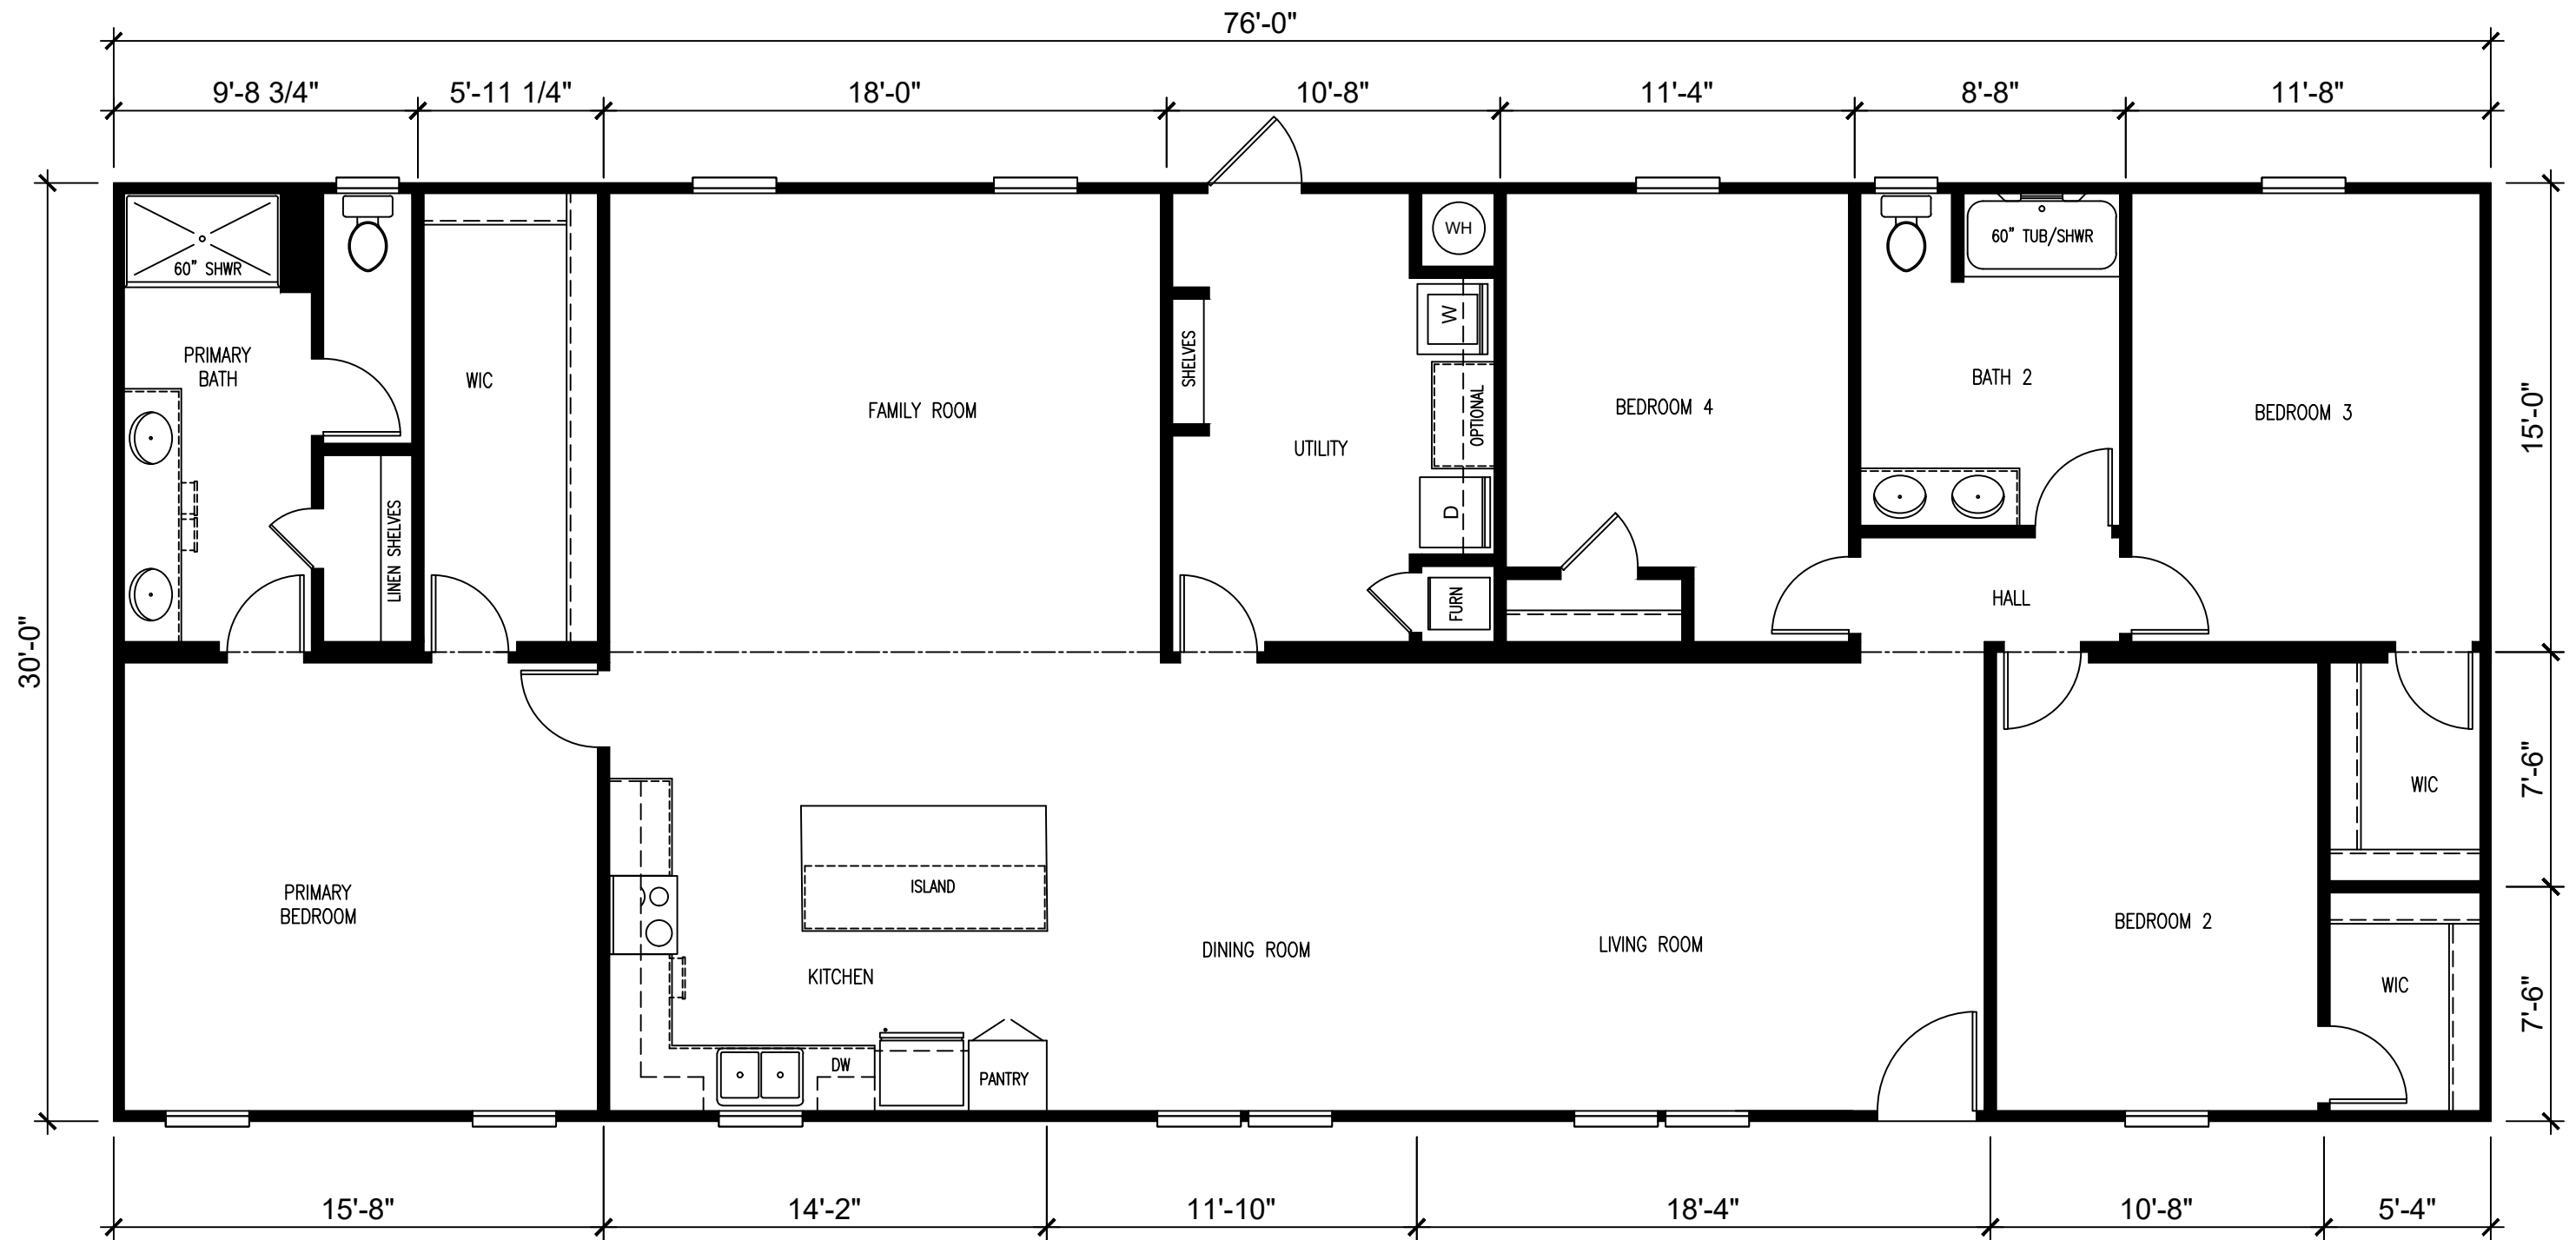 76'-0"
9'-8 3/4"
5'-11 1/4"
18'-0"
10'-8"
11'-4"
8'-8"
11'-8"
60" SHWR
WH
60" TUB/SHWR
W
PRIMARY
BATH
WIC
SHELVES
BATH 2
FAMILY ROOM
OPTIONAL
BEDROOM 4
BEDROOM 3
15'-0"
UTILITY
D
LINEN SHELVES
FURN
HALL
30'-0"
7'-6"
WIC
PRIMARY
BEDROOM
ISLAND
BEDROOM 2
DINING ROOM
LIVING ROOM
KITCHEN
WIC
7'-6"
DW
PANTRY
15'-8"
14'-2"
11'-10"
18'-4"
10'-8"
5'-4"